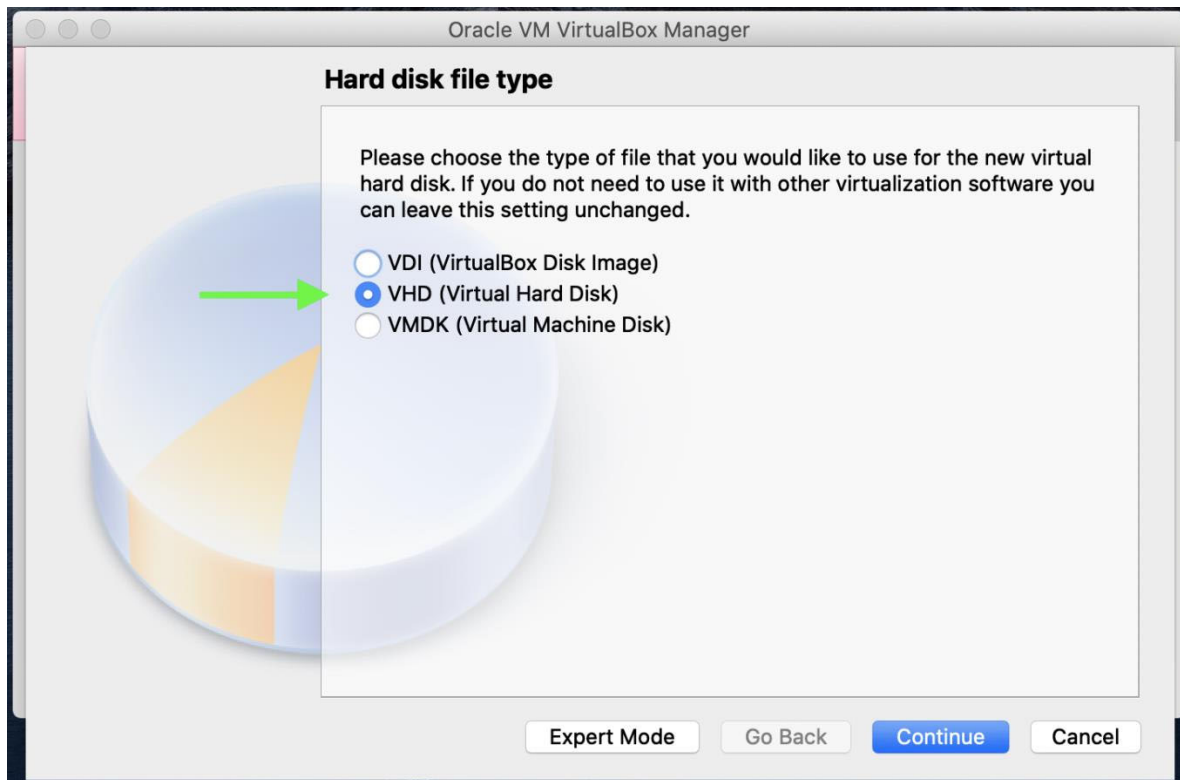 Oracle VM VirtualBox Manager
Hard disk file type
Please choose the type of file that you would like to use for the new virtual
hard disk. If you do not need to use it with other virtualization software you
can leave this setting unchanged.
VDI (VirtualBox Disk Image)
VHD (Virtual Hard Disk)
VMDK (Virtual Machine Disk)
Expert Mode
Go Back
Continue
Cancel